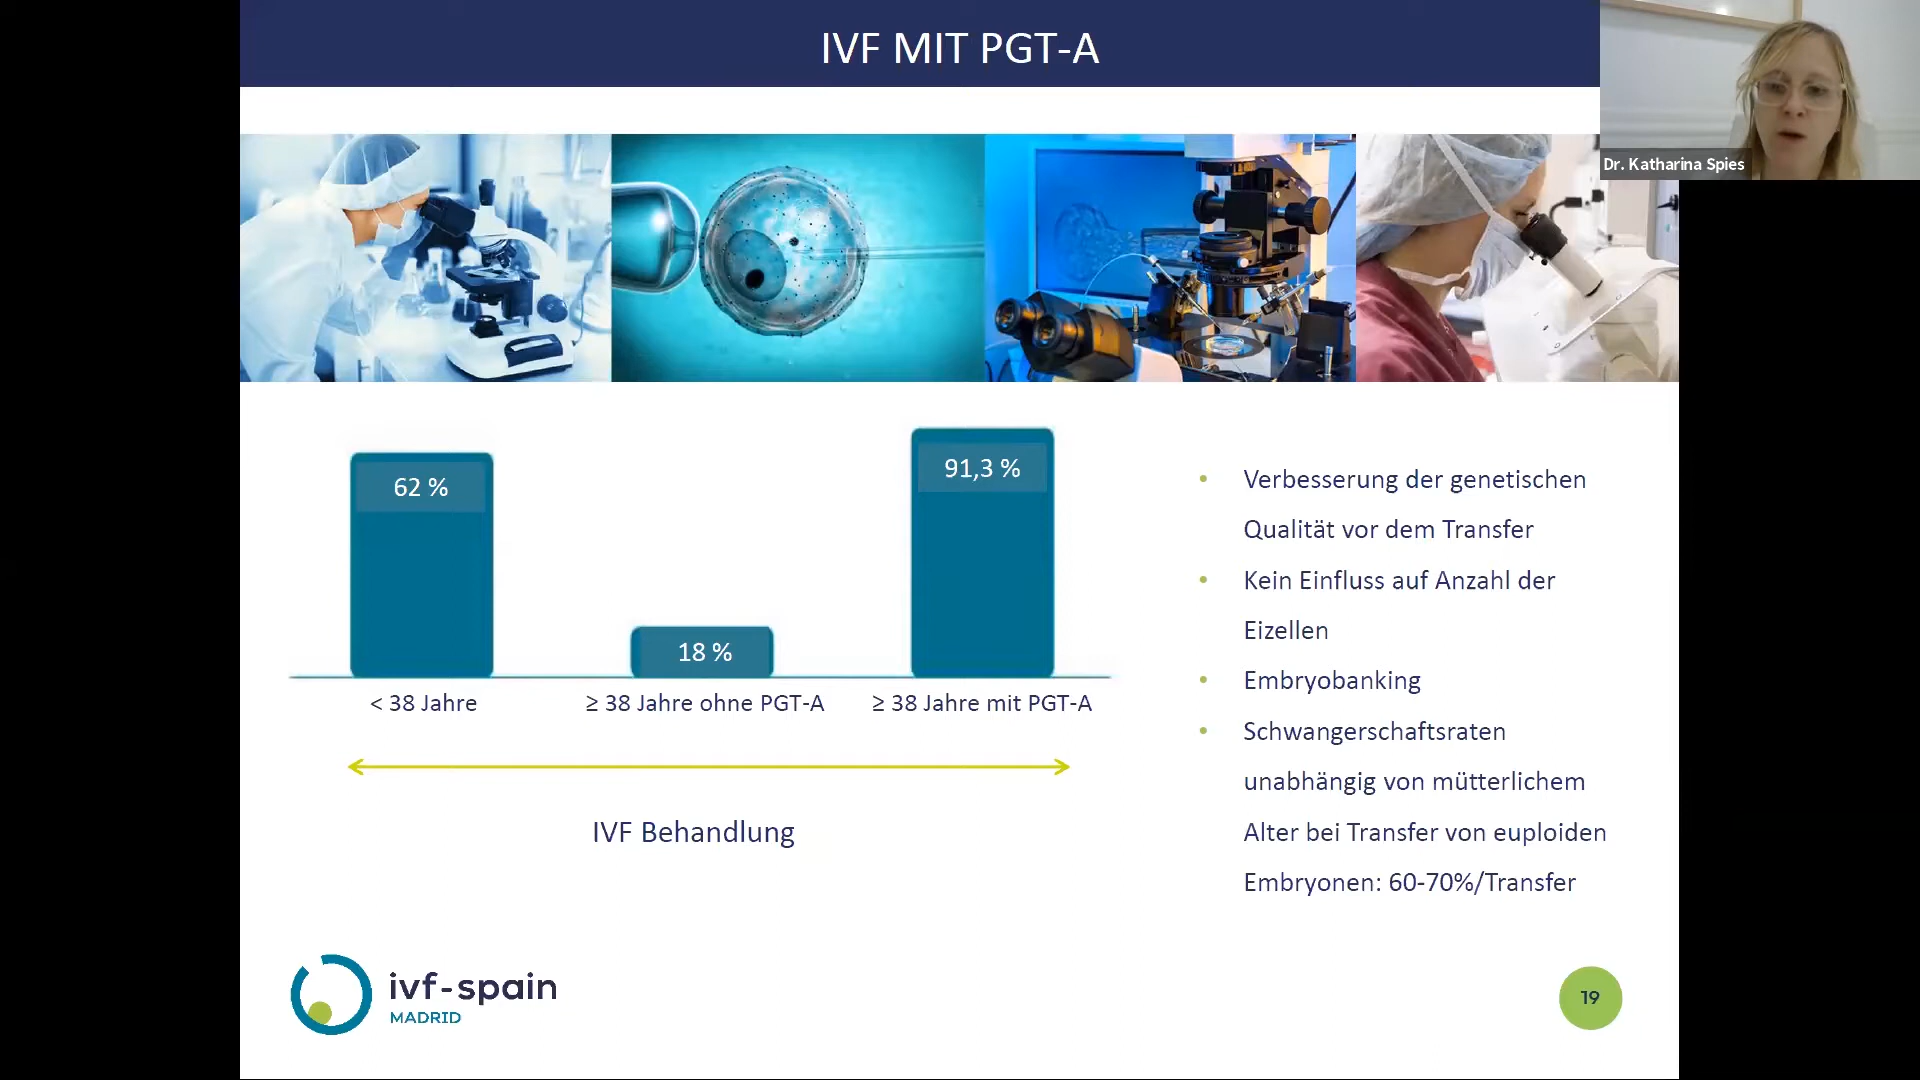 IVF MIT PGT-A
Dr. Katharina Spies
62 %
18 %
91,3 %
< 38 Jahre
≥ 38 Jahre ohne PGT-A
≥ 38 Jahre mit PGT-A
IVF Behandlung
• Verbesserung der genetischen
Qualität vor dem Transfer
• Kein Einfluss auf Anzahl der
Eizellen
• Embryobanking
• Schwangerschaftsraten
unabhängig von mütterlichem
Alter bei Transfer von euploiden
Embryonen: 60-70%/Transfer
ivf-spain
MADRID
19